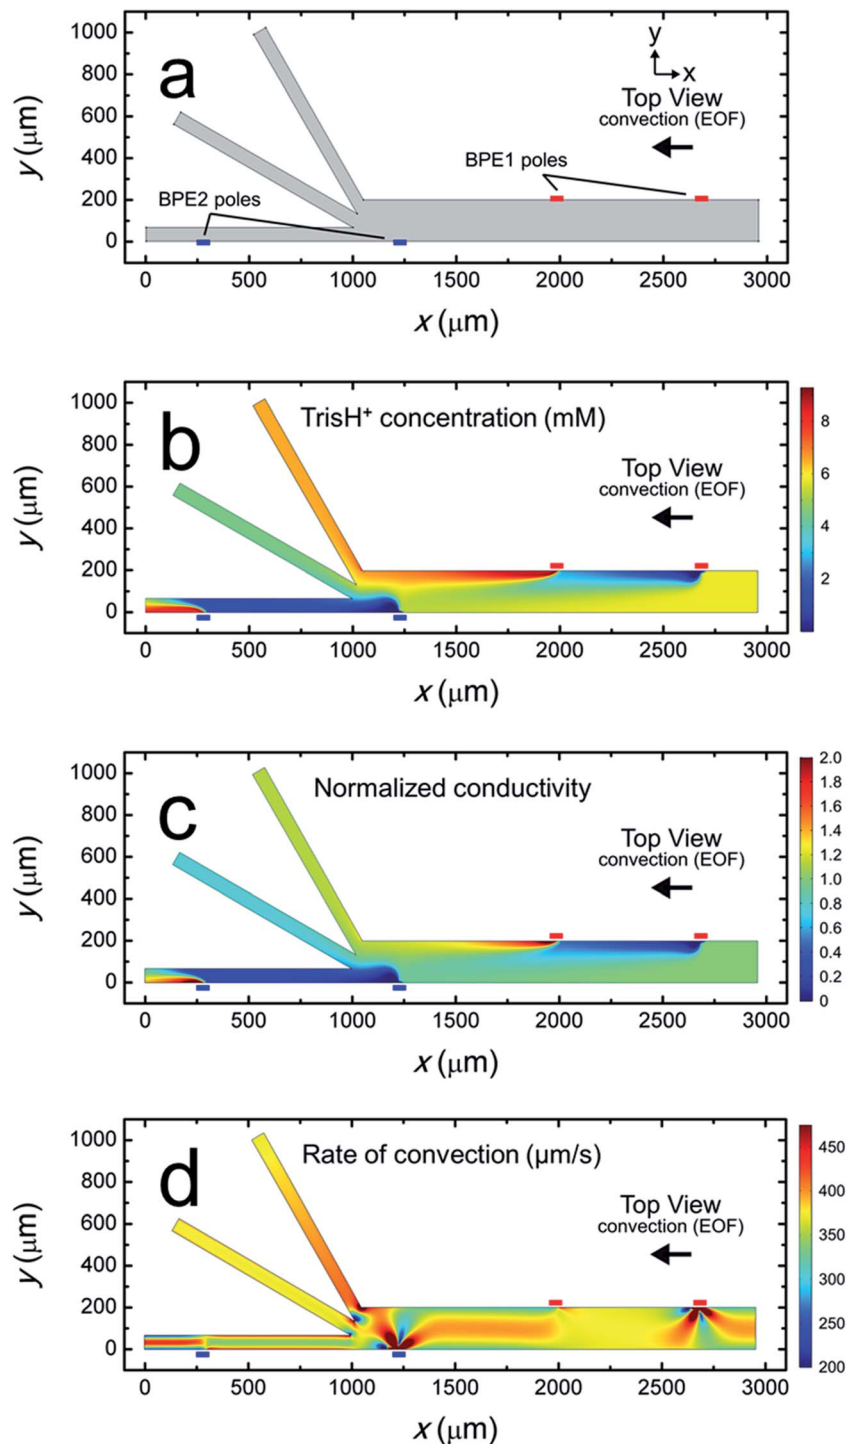 1000
800
600
400
200
0
y (μm)
a
y
x
Top View
convection (EOF)
BPE1 poles
BPE2 poles
0 500 1000 1500 2000 2500 3000
x (μm)
1000
800
600
400
200
0
y (μm)
b
TrisH⁺ concentration (mM)
Top View
convection (EOF)
8
6
4
2
0 500 1000 1500 2000 2500 3000
x (μm)
1000
800
600
400
200
0
y (μm)
c
Normalized conductivity
Top View
convection (EOF)
2.0
1.8
1.6
1.4
1.2
1.0
0.8
0.6
0.4
0.2
0
0 500 1000 1500 2000 2500 3000
x (μm)
1000
800
600
400
200
0
y (μm)
d
Rate of convection (μm/s)
Top View
convection (EOF)
450
400
350
300
250
200
0 500 1000 1500 2000 2500 3000
x (μm)